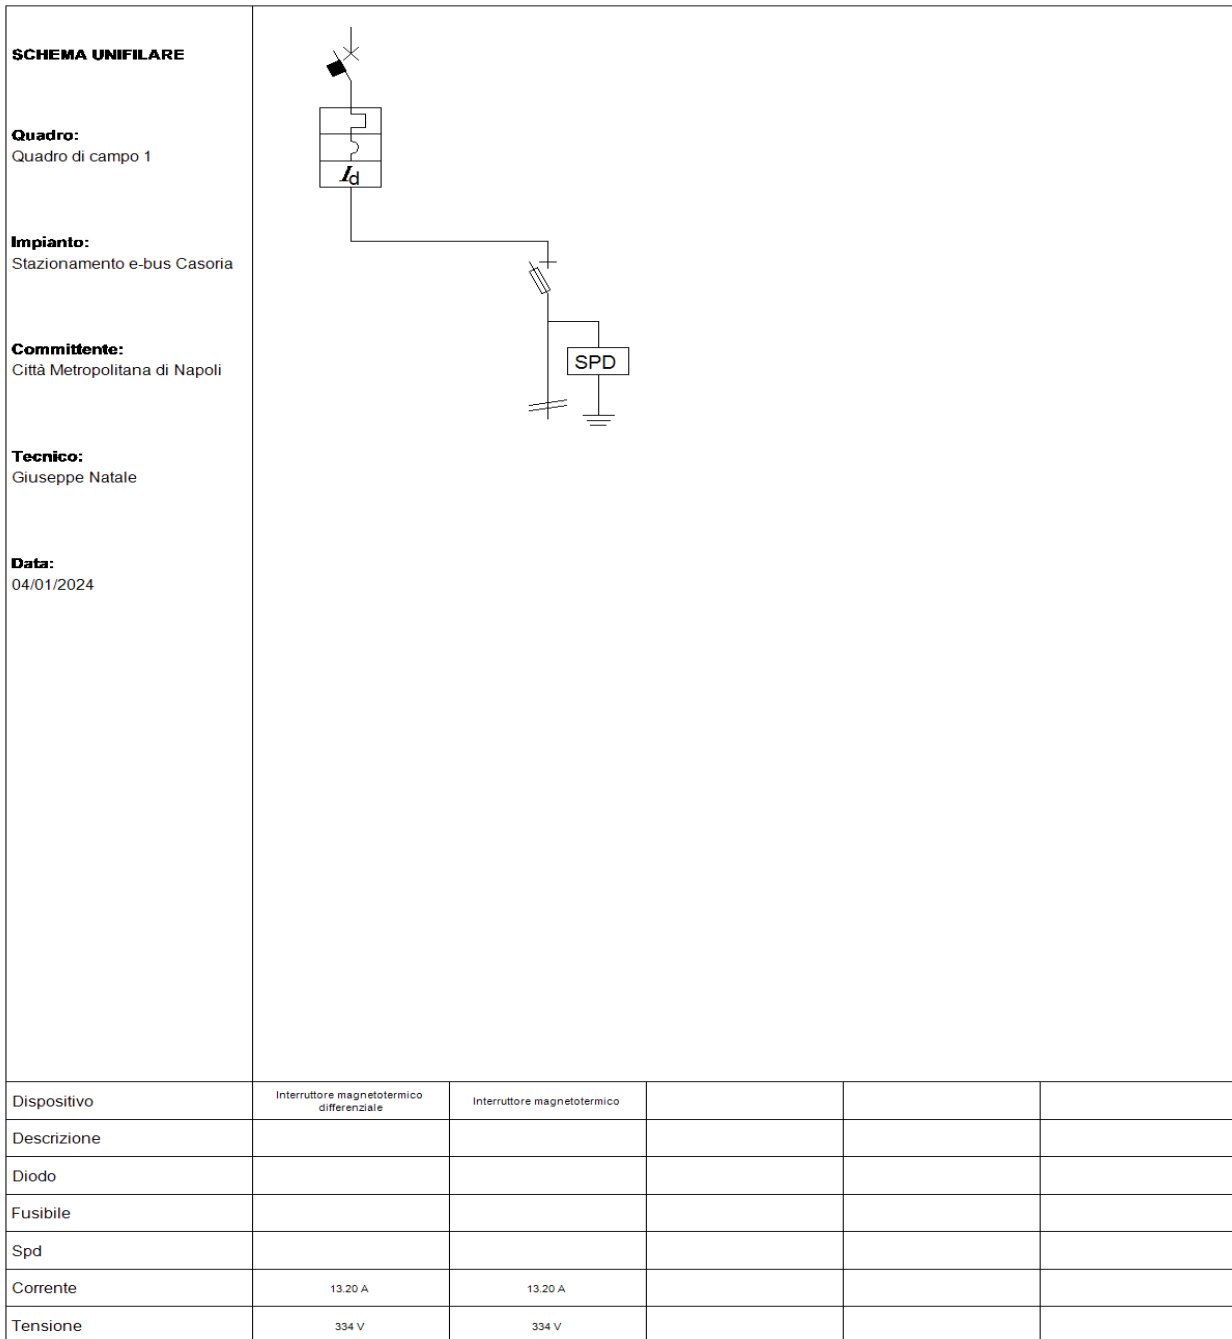 SCHEMA UNIFILARE
Quadro:
Quadro di campo 1
Impianto:
Stazionamento e-bus Casoria
Committente:
Città Metropolitana di Napoli
Tecnico:
Giuseppe Natale
Data:
04/01/2024
Id
SPD
Dispositivo
Interruttore magnetotermico
differenziale
Interruttore magnetotermico
Descrizione
Diodo
Fusibile
Spd
Corrente 13.20 A 13.20 A
Tensione 334 V 334 V